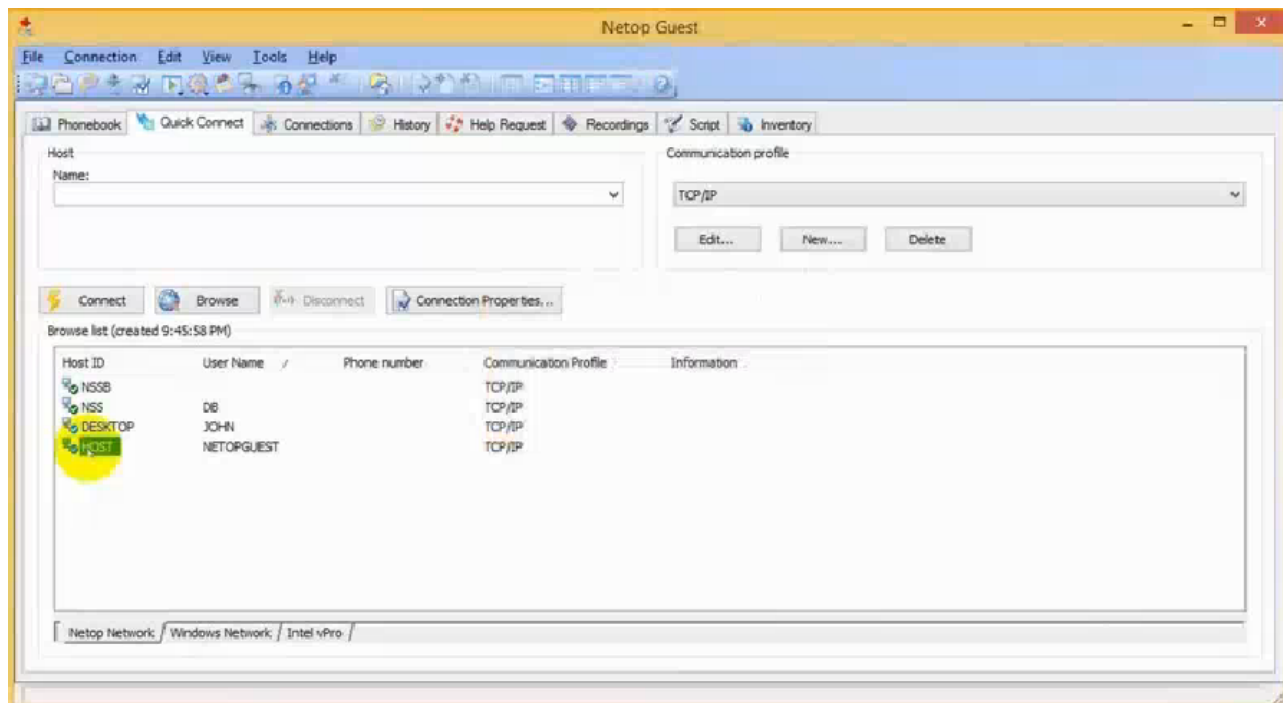 Netop Guest
File Connection Edit View Tools Help
Phonebook Quick Connect Connections History Help Request Recordings Script Inventory
Host Communication profile
Name:
TCP/IP
Edit... New.... Delete
Connect Browse Disconnect Connection Properties...
Browse list (created 9:45:58 PM)
Host ID User Name Phone number Communication Profile Information
NSSB TCP/IP
NSS DB TCP/IP
DESKTOP JOHN TCP/IP
HOST NETOPGUEST TCP/IP
Netop Network Windows Network Intel vPro